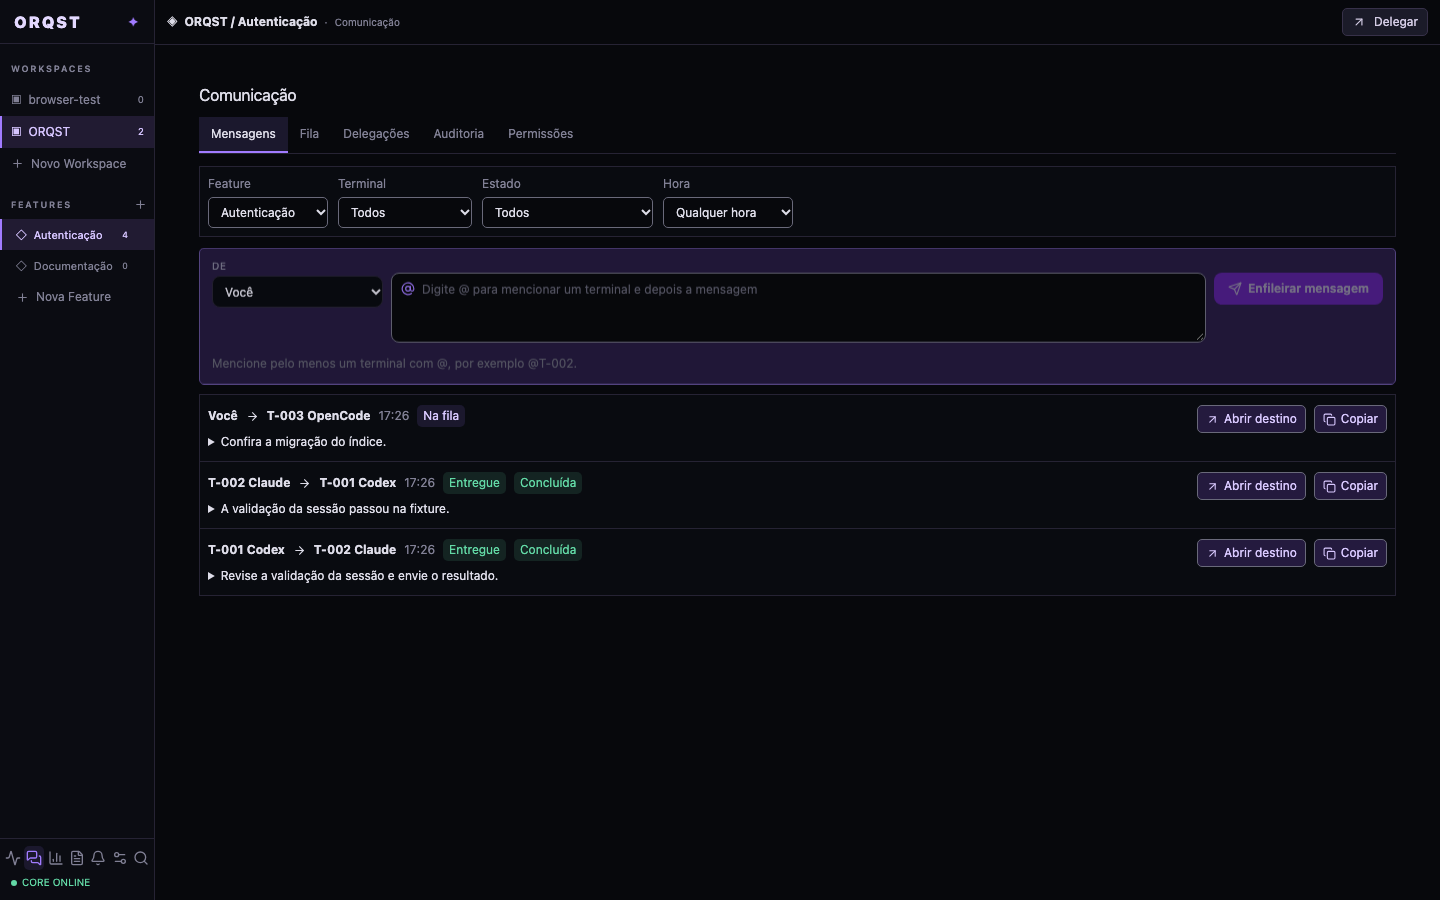 ORQST
ORQST / Autenticação · Comunicação
Delegar
WORKSPACES
browser-test 0
ORQST 2
Novo Workspace
FEATURES
Autenticação 4
Documentação 0
Nova Feature
CORE ONLINE
Comunicação
Mensagens Fila Delegações Auditoria Permissões
Feature Terminal Estado Hora
Autenticação Todos Todos Qualquer hora
DE
Você
@ Digite @ para mencionar um terminal e depois a mensagem
Enfileirar mensagem
Mencione pelo menos um terminal com @, por exemplo @T-002.
Você → T-003 OpenCode 17:26 Na fila Abrir destino Copiar
Confira a migração do índice.
T-002 Claude → T-001 Codex 17:26 Entregue Concluída Abrir destino Copiar
A validação da sessão passou na fixture.
T-001 Codex → T-002 Claude 17:26 Entregue Concluída Abrir destino Copiar
Revise a validação da sessão e envie o resultado.